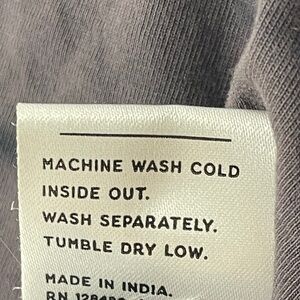 MACHINE WASH COLD
INSIDE OUT.
WASH SEPARATELY.
TUMBLE DRY LOW.
MADE IN INDIA.
RN